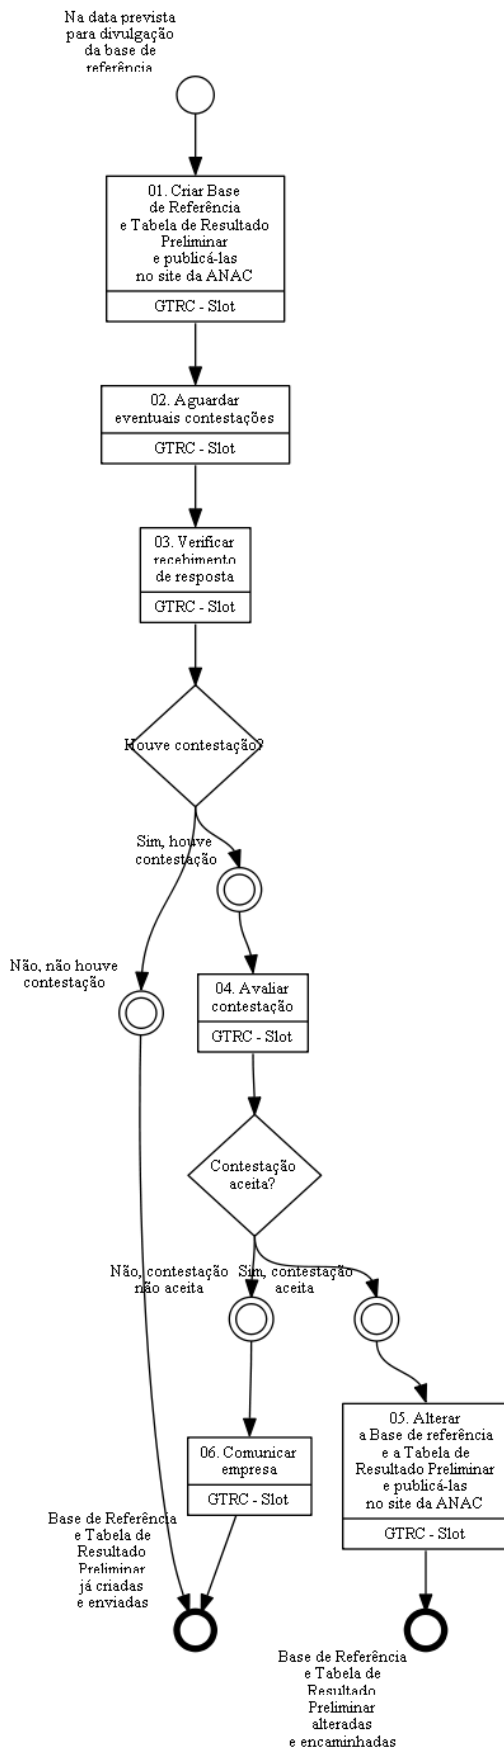 Na data prevista
para divulgação
da base de
referência
01. Criar Base
de Referência
e Tabela de Resultado
Preliminar
e publicá-las
no site da ANAC
GTRC - Slot
02. Aguardar
eventuais contestações
GTRC - Slot
03. Verificar
recebimento
de resposta
GTRC - Slot
Houve contestação?
Sim, houve
contestação
Não, não houve
contestação
04. Avaliar
contestação
GTRC - Slot
Contestação
aceita?
Não, contestação
não aceita
Sim, contestação
aceita
05. Alterar
a Base de referência
e a Tabela de
Resultado Preliminar
e publicá-las
no site da ANAC
GTRC - Slot
06. Comunicar
empresa
GTRC - Slot
Base de Referência
e Tabela de
Resultado
Preliminar
já criadas
e enviadas
Base de Referência
e Tabela de
Resultado
Preliminar
alteradas
e encaminhadas